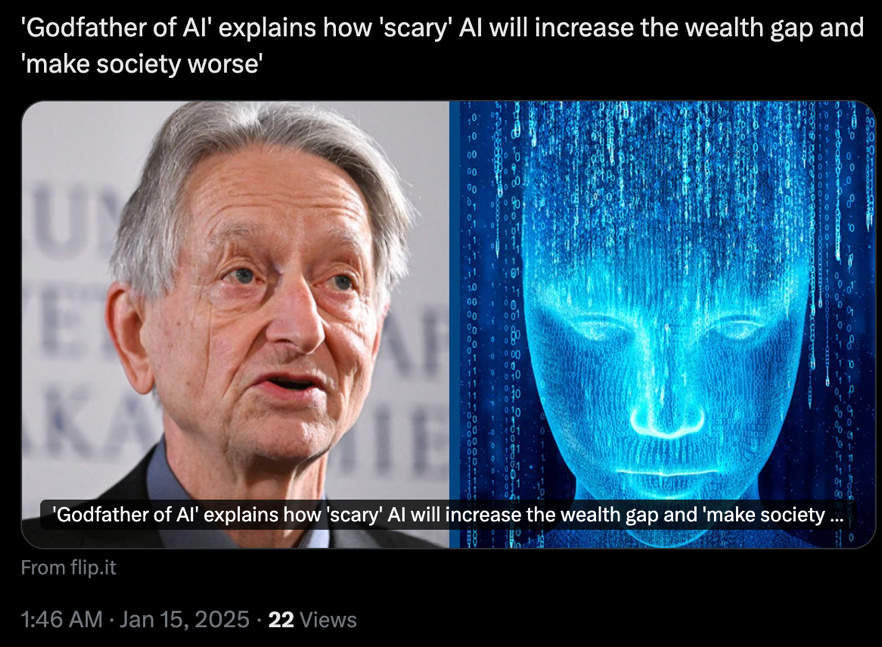 'Godfather of AI' explains how 'scary' AI will increase the wealth gap and
'make society worse'
'Godfather of AI' explains how 'scary' AI will increase the wealth gap and 'make society ...
From flip.it
1:46 AM · Jan 15, 2025 · 22 Views